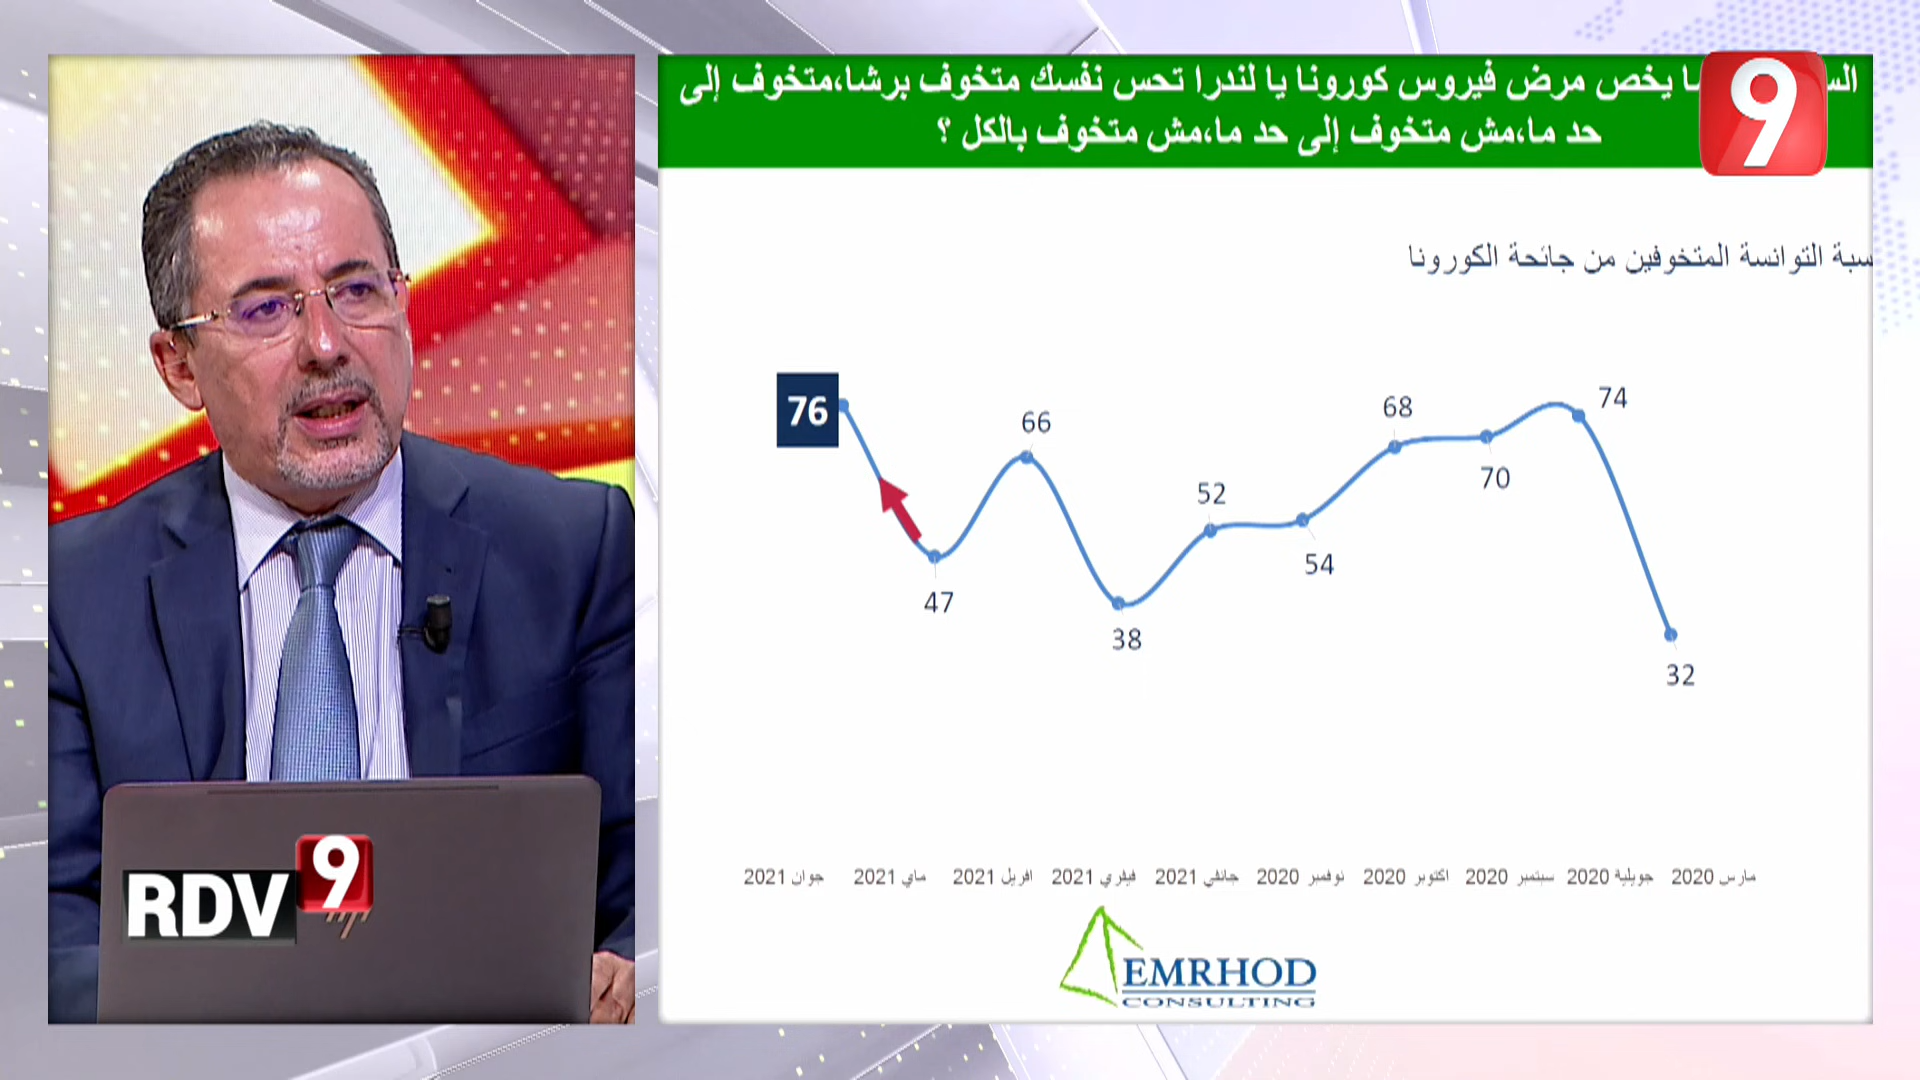 يخص مرض فيروس كورونا يا لندرا تحس نفسك متخوف برشا،متخوف إلى
حد ما،مش متخوف إلى حد ما،مش متخوف بالكل ؟
9
التوانسة المتخوفين من جائحة الكورونا
76
47
66
38
52
54
68
70
74
32
مارس 2020
جويلية 2020
سبتمبر 2020
اكتوبر 2020
نوفمبر 2020
جانفي 2021
فيفري 2021
افريل 2021
ماي 2021
جوان 2021
EMRHOD
CONSULTING
RDV 9